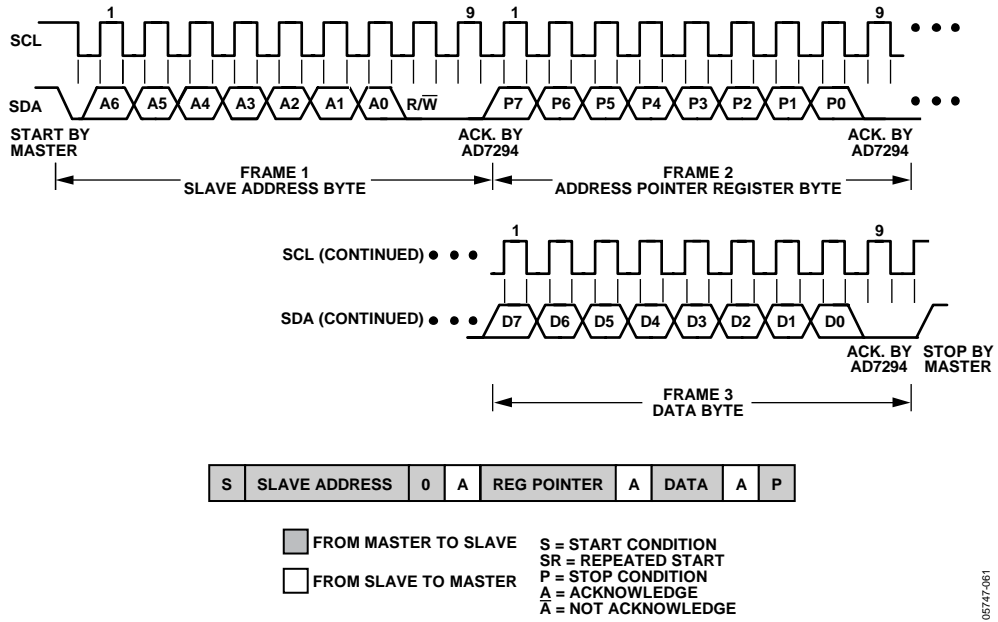 1 9 1 9
SCL
SDA A6 A5 A4 A3 A2 A1 A0 R/W̅ P7 P6 P5 P4 P3 P2 P1 P0
START BY
MASTER
ACK. BY
AD7294
ACK. BY
AD7294
FRAME 1
SLAVE ADDRESS BYTE
FRAME 2
ADDRESS POINTER REGISTER BYTE
1 9
SCL (CONTINUED)
SDA (CONTINUED) D7 D6 D5 D4 D3 D2 D1 D0
ACK. BY
AD7294
STOP BY
MASTER
FRAME 3
DATA BYTE
S SLAVE ADDRESS 0 A REG POINTER A DATA A P
FROM MASTER TO SLAVE
FROM SLAVE TO MASTER
S = START CONDITION
SR = REPEATED START
P = STOP CONDITION
A = ACKNOWLEDGE
A̅ = NOT ACKNOWLEDGE
05747-061